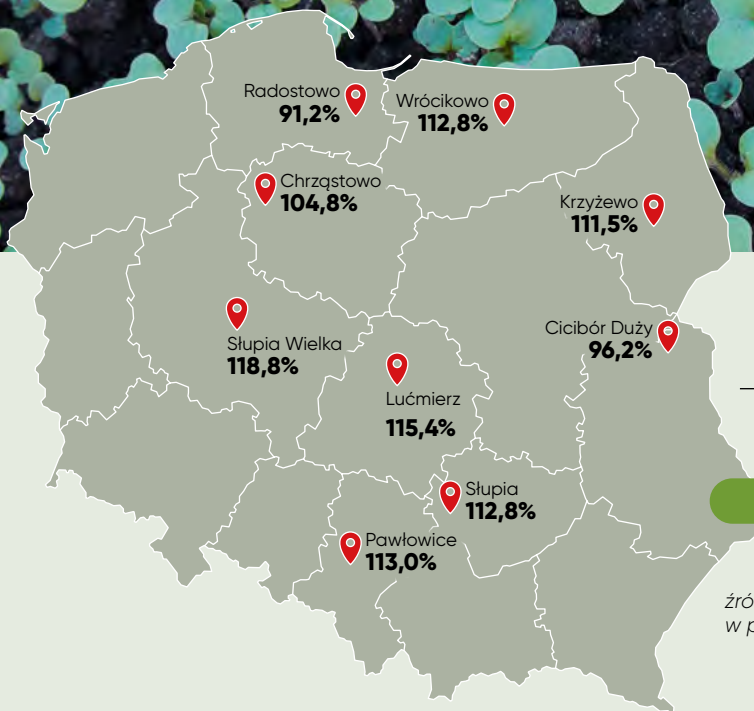 Radostowo
91,2%
Wrócikowo
112,8%
Chrząstowo
104,8%
Krzyżewo
111,5%
Słupia Wielka
118,8%
Cicibór Duży
96,2%
Lućmierz
115,4%
Słupia
112,8%
Pawłowice
113,0%
w p